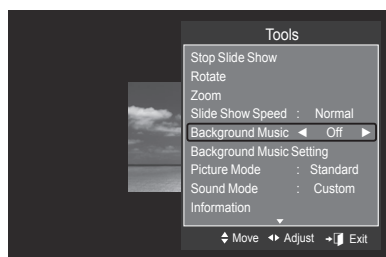 Tools
Stop Slide Show
Rotate
Zoom
Slide Show Speed : Normal
Background Music ◀ Off ▶
Background Music Setting
Picture Mode : Standard
Sound Mode : Custom
Information
Move Adjust Exit